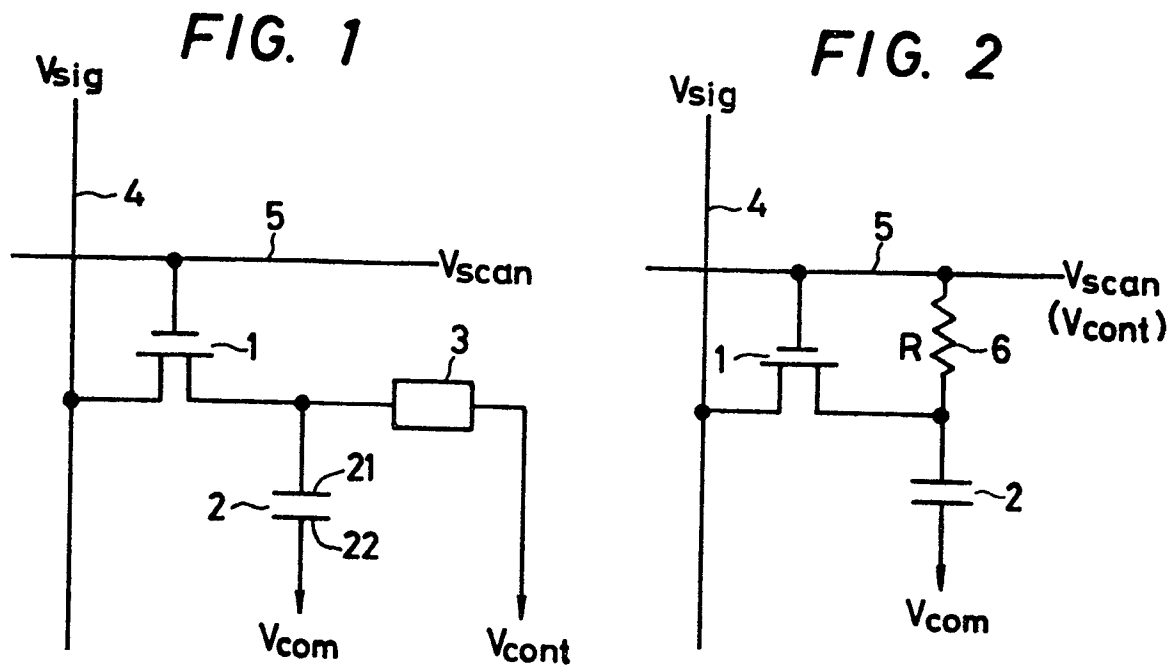 FIG. 1
Vsig
4
5
Vscan
1
3
21
2
22
Vcom
Vcont
FIG. 2
Vsig
4
5
Vscan
(Vcont)
1
R
6
2
Vcom